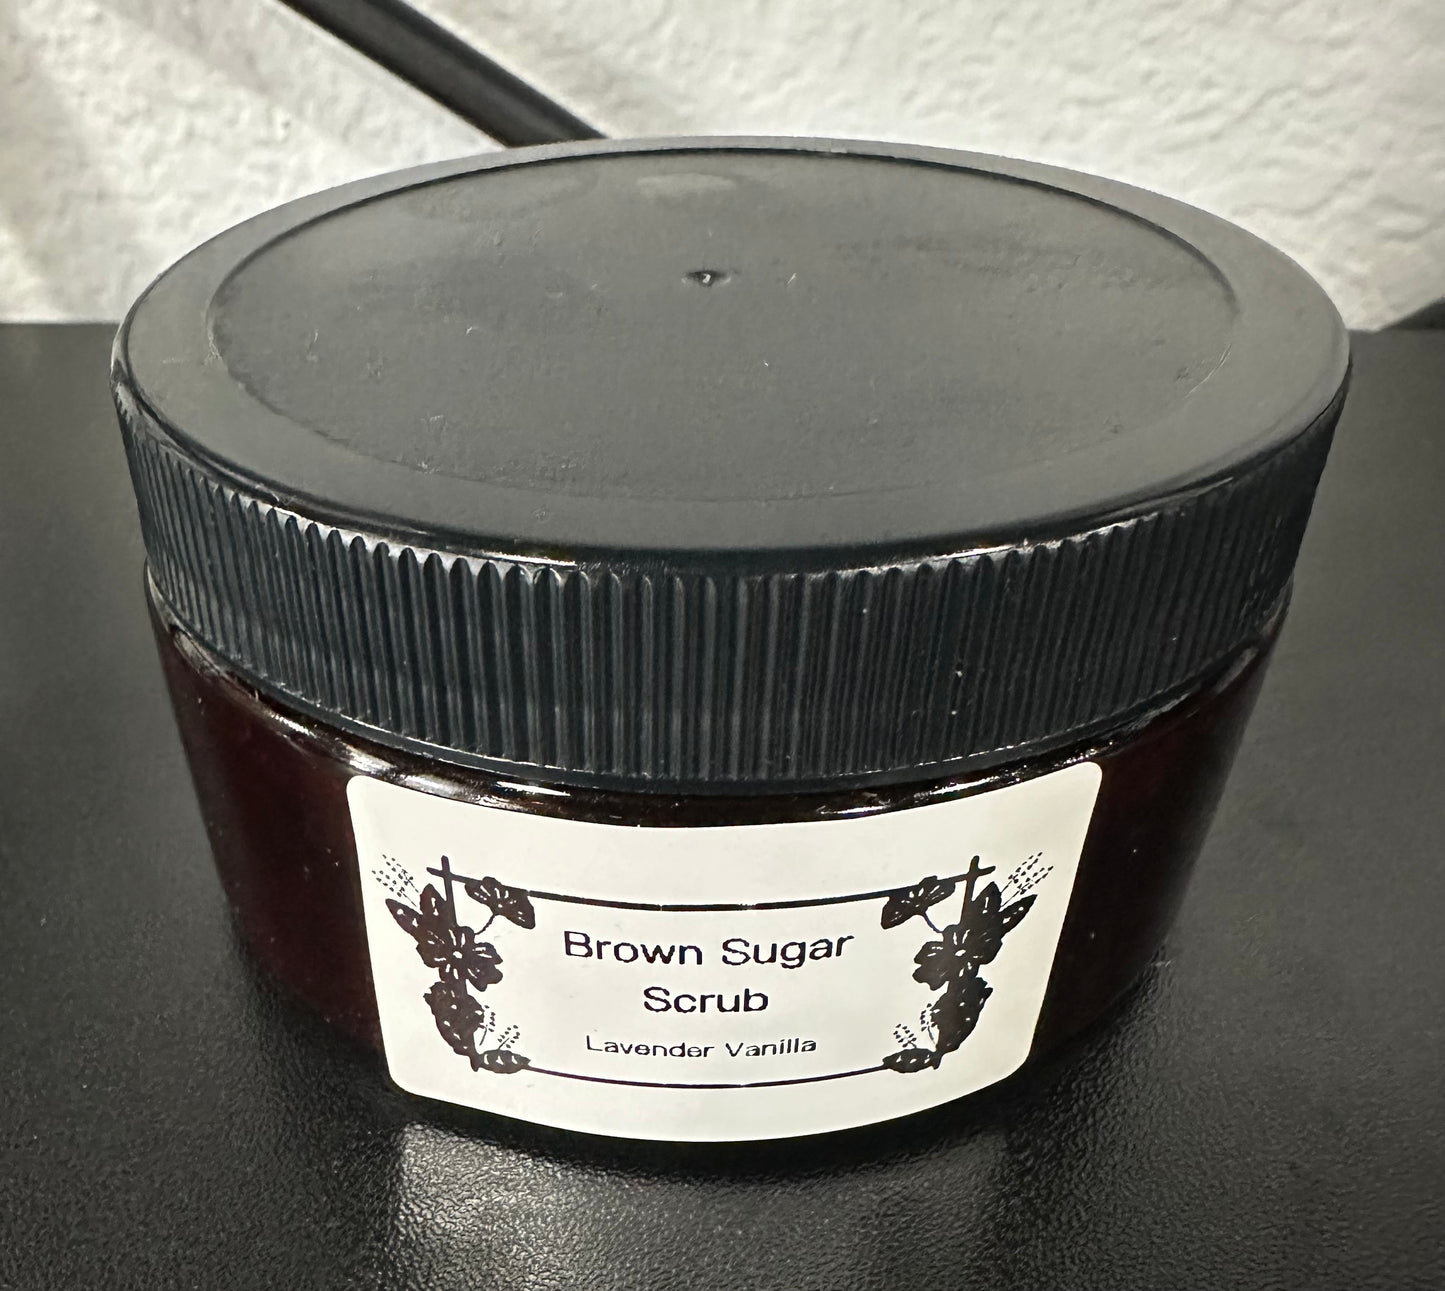 Brown Sugar
Scrub
Lavender Vanilla